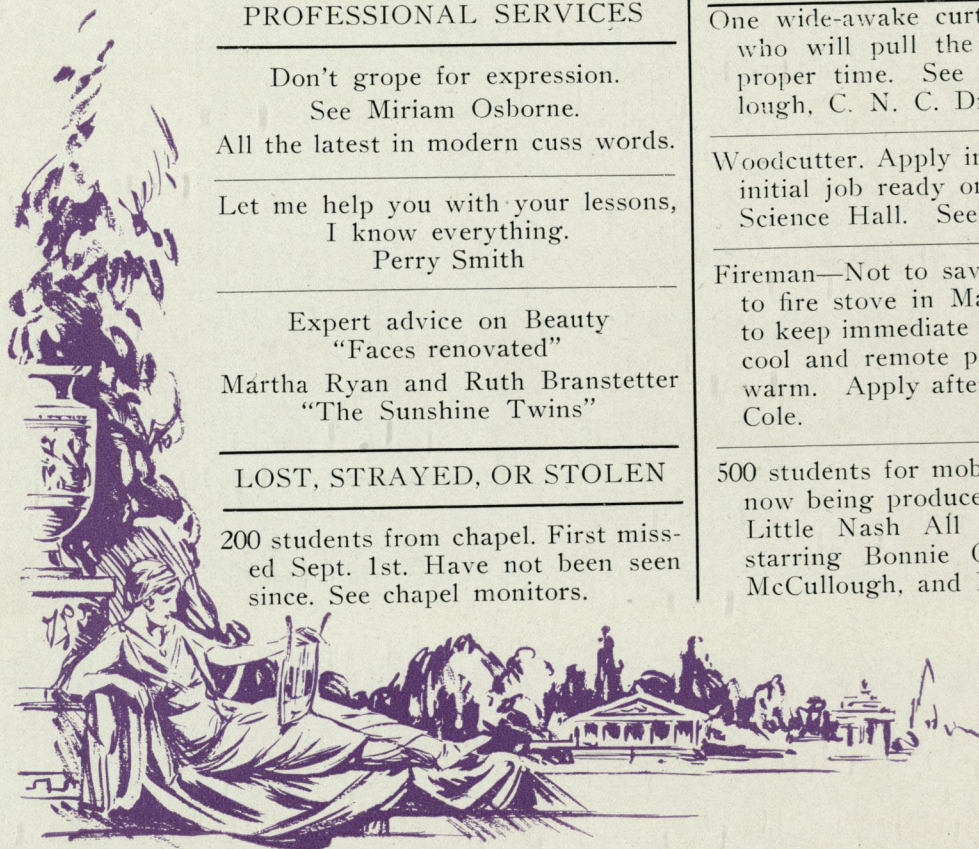 PROFESSIONAL SERVICES
Don't grope for expression.
See Miriam Osborne.
All the latest in modern cuss words.
Let me help you with your lessons,
I know everything.
Perry Smith
Expert advice on Beauty
“Faces renovated”
Martha Ryan and Ruth Branstetter
“The Sunshine Twins”
LOST, STRAYED, OR STOLEN
200 students from chapel. First miss-
ed Sept. 1st. Have not been seen
since. See chapel monitors.
One wide-awake
who will pull the
proper time. See
lough, C. N. C.
Woodcutter. Apply
initial job ready
Science Hall. See
Fireman—Not to
to fire stove in
to keep immediate
cool and remote
warm. Apply
Cole.
500 students for
now being
Little Nash All
starring Bonnie
McCullough, and